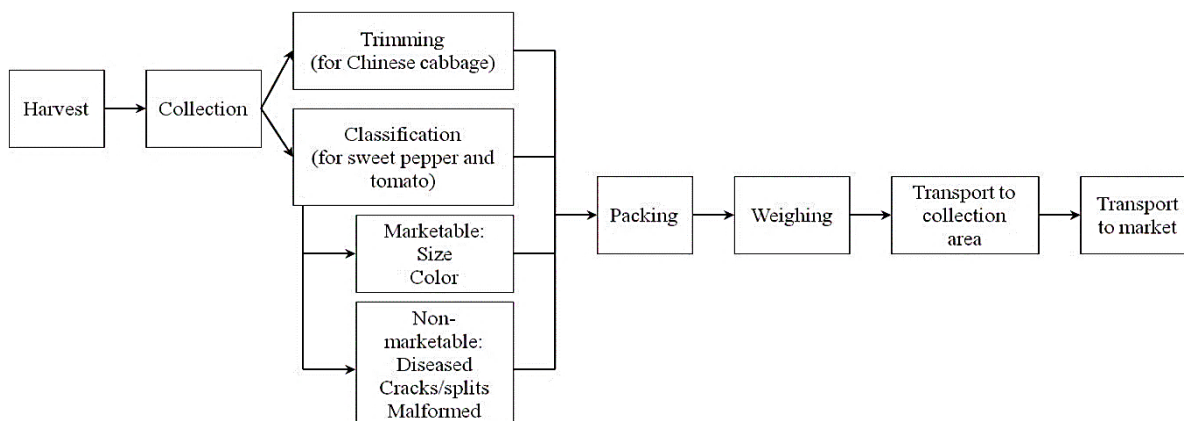 Harvest
Collection
Trimming
(for Chinese cabbage)
Classification
(for sweet pepper and
tomato)
Marketable:
Size
Color
Non-
marketable:
Diseased
Cracks/splits
Malformed
Packing
Weighing
Transport to
collection
area
Transport
to market